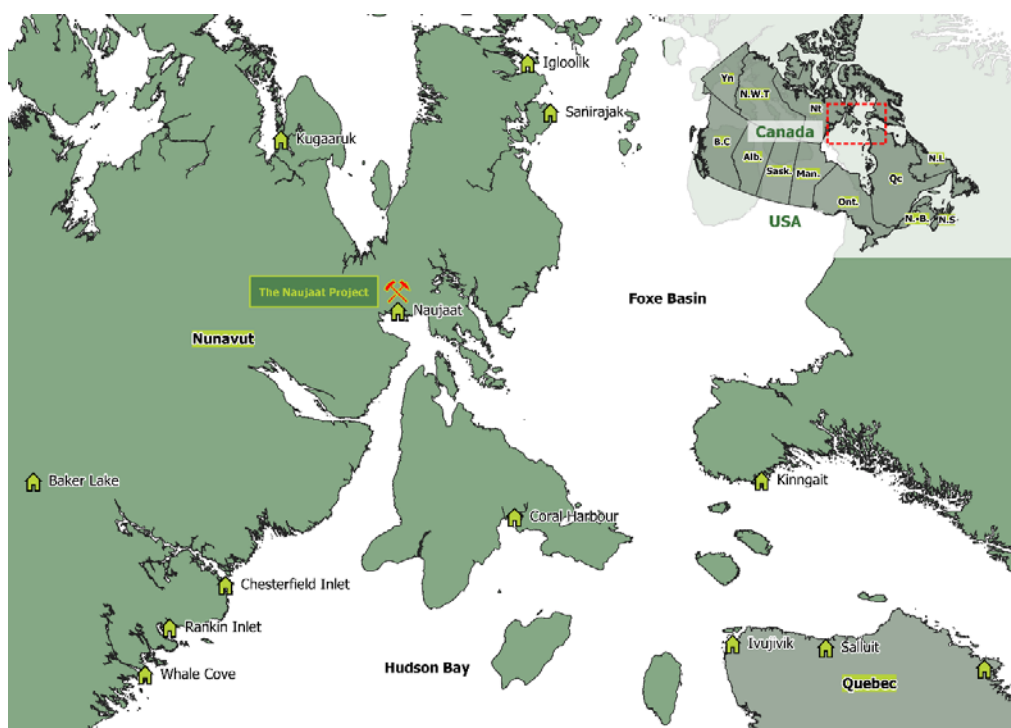 Igloolik
Sanirajak
Kugaaruk
Yn
N.W.T
Nt
Canada
B.C
Alb.
Sask.
Man.
Ont.
Qc
N.L
N.-B.
N.S
USA
The Naujaat Project
Naujaat
Foxe Basin
Nunavut
Baker Lake
Kinngait
Coral Harbour
Chesterfield Inlet
Rankin Inlet
Whale Cove
Hudson Bay
Ivujivik
Salluit
Quebec